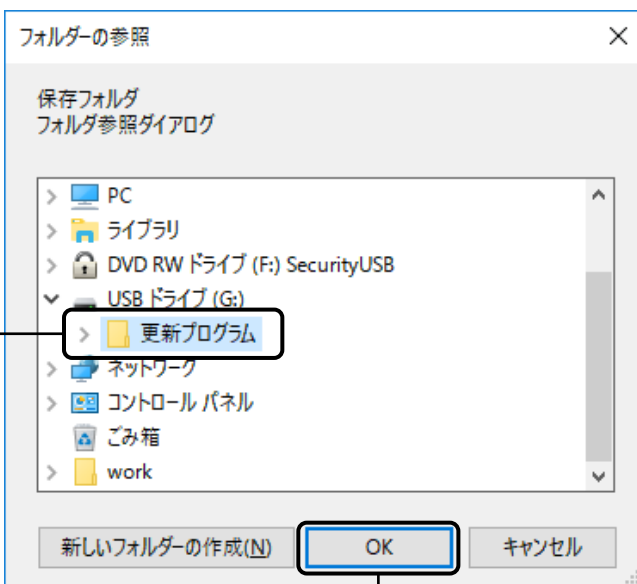 フォルダーの参照
保存フォルダ
フォルダ参照ダイアログ
PC
ライブラリ
DVD RW ドライブ (F:) SecurityUSB
USB ドライブ (G:)
更新プログラム
ネットワーク
コントロール パネル
ごみ箱
work
新しいフォルダーの作成(N)
OK
キャンセル